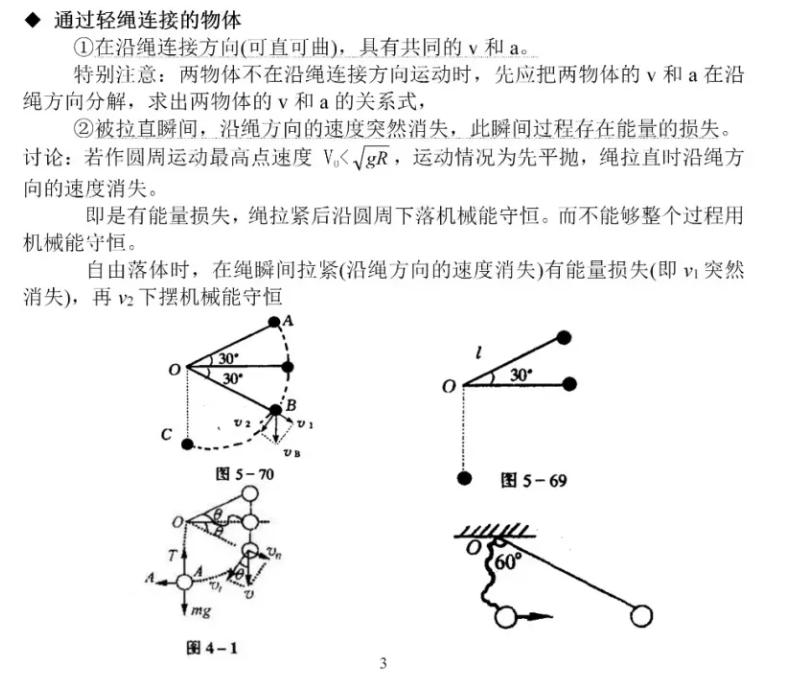 ◆ 通过轻绳连接的物体
①在沿绳连接方向(可直可曲)，具有共同的 v 和 a。
特别注意：两物体不在沿绳连接方向运动时，先应把两物体的 v 和 a 在沿
绳方向分解，求出两物体的 v 和 a 的关系式，
②被拉直瞬间，沿绳方向的速度突然消失，此瞬间过程存在能量的损失。
讨论：若作圆周运动最高点速度 V₀<√gR，运动情况为先平抛，绳拉直时沿绳方
向的速度消失。
即是有能量损失，绳拉紧后沿圆周下落机械能守恒。而不能够整个过程用
机械能守恒。
自由落体时，在绳瞬间拉紧(沿绳方向的速度消失)有能量损失(即 v₁ 突然
消失)，再 v₂ 下摆机械能守恒
A
O
30°
30°
B
υ₂
υ₁
C
υB
图 5-70
l
O
30°
图 5-69
O
θ
θ
T
A
A
υt
θ
υn
υ
mg
图 4-1
O
60°
3